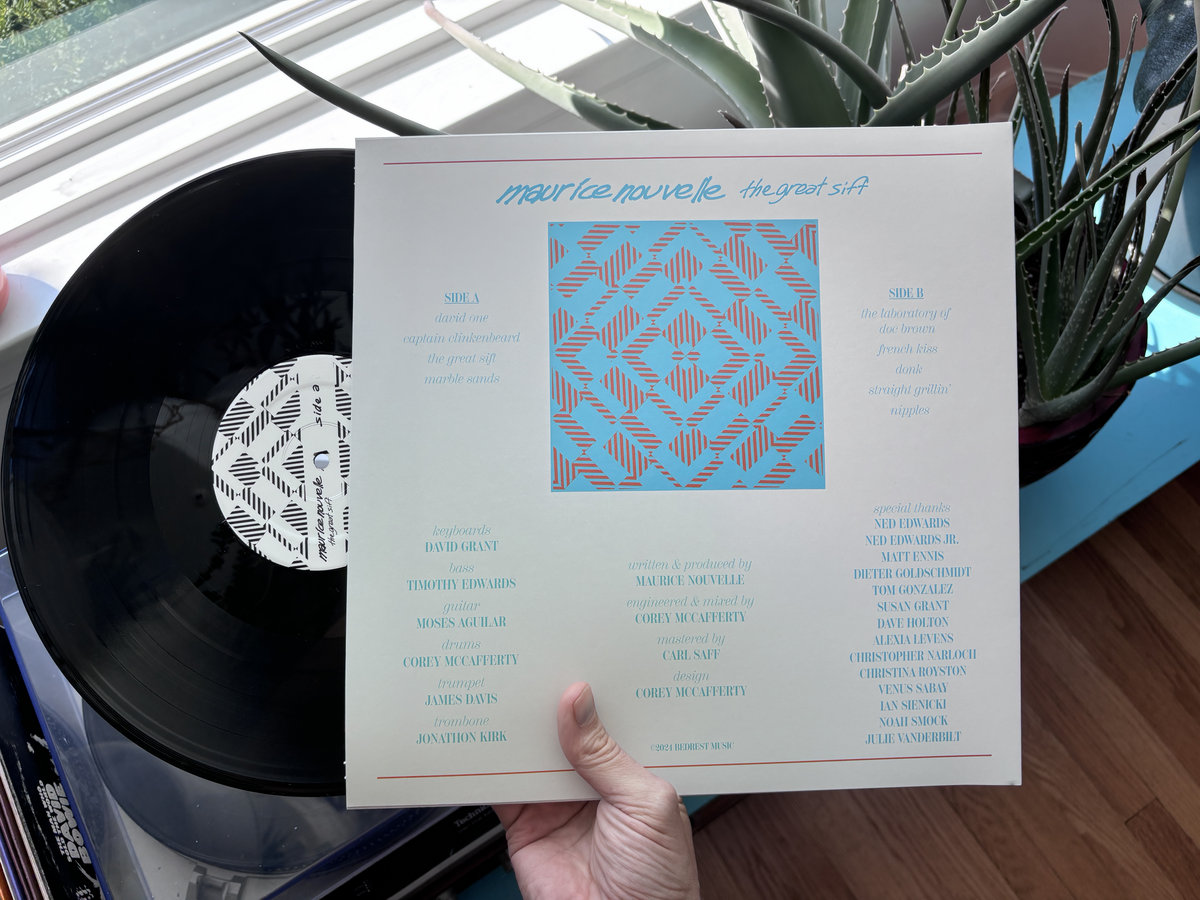 maurice nouvelle the great sift
SIDE A
david one
captain clinkenbeard
the great sift
marble sands
SIDE B
the laboratory of
doc brown
french kiss
donk
straight grillin'
nipples
keyboards
DAVID GRANT
bass
TIMOTHY EDWARDS
guitar
MOSES AGUILAR
drums
COREY MCCAFFERTY
trumpet
JAMES DAVIS
trombone
JONATHON KIRK
written & produced by
MAURICE NOUVELLE
engineered & mixed by
COREY MCCAFFERTY
mastered by
CARL SAFF
design
COREY MCCAFFERTY
©2024 BEDREST MUSIC
special thanks
NED EDWARDS
NED EDWARDS JR.
MATT ENNIS
DIETER GOLDSCHMIDT
TOM GONZALEZ
SUSAN GRANT
DAVE HOLTON
ALEXIA LEVENS
CHRISTOPHER NARLOCH
CHRISTINA ROYSTON
VENUS SABAY
IAN SIENICKI
NOAH SMOCK
JULIE VANDERBILT
side a
maurice nouvelle
the great sift
DAVID
BOWIE